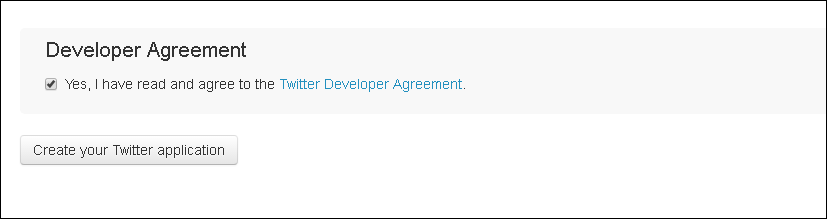 Developer Agreement
Yes, I have read and agree to the Twitter Developer Agreement.
Create your Twitter application